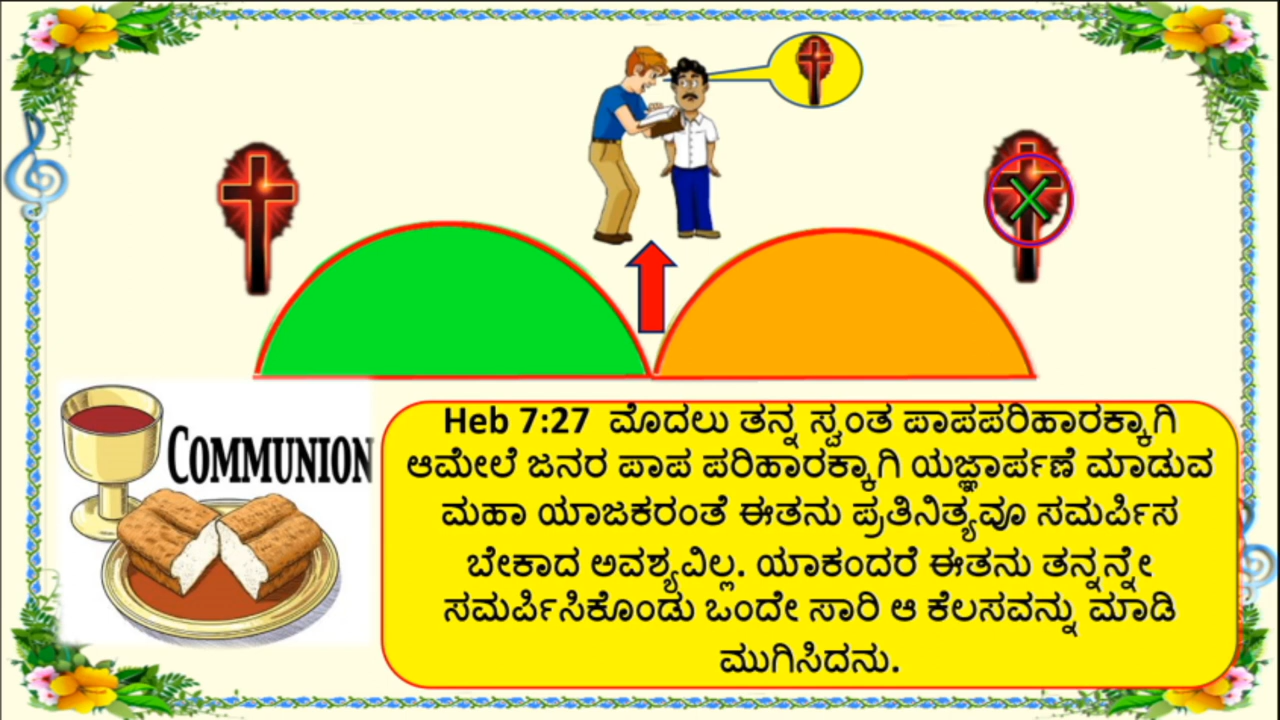 COMMUNION
Heb 7:27 ಮೊದಲು ತನ್ನ ಸ್ವಂತ ಪಾಪಪರಿಹಾರಕ್ಕಾಗಿ
ಆಮೇಲೆ ಜನರ ಪಾಪ ಪರಿಹಾರಕ್ಕಾಗಿ ಯಜ್ಞಾರ್ಪಣೆ ಮಾಡುವ
ಮಹಾ ಯಾಜಕರಂತೆ ಈತನು ಪ್ರತಿನಿತ್ಯವೂ ಸಮರ್ಪಿಸ
ಬೇಕಾದ ಅವಶ್ಯವಿಲ್ಲ. ಯಾಕಂದರೆ ಈತನು ತನ್ನನ್ನೇ
ಸಮರ್ಪಿಸಿಕೊಂಡು ಒಂದೇ ಸಾರಿ ಆ ಕೆಲಸವನ್ನು ಮಾಡಿ
ಮುಗಿಸಿದನು.